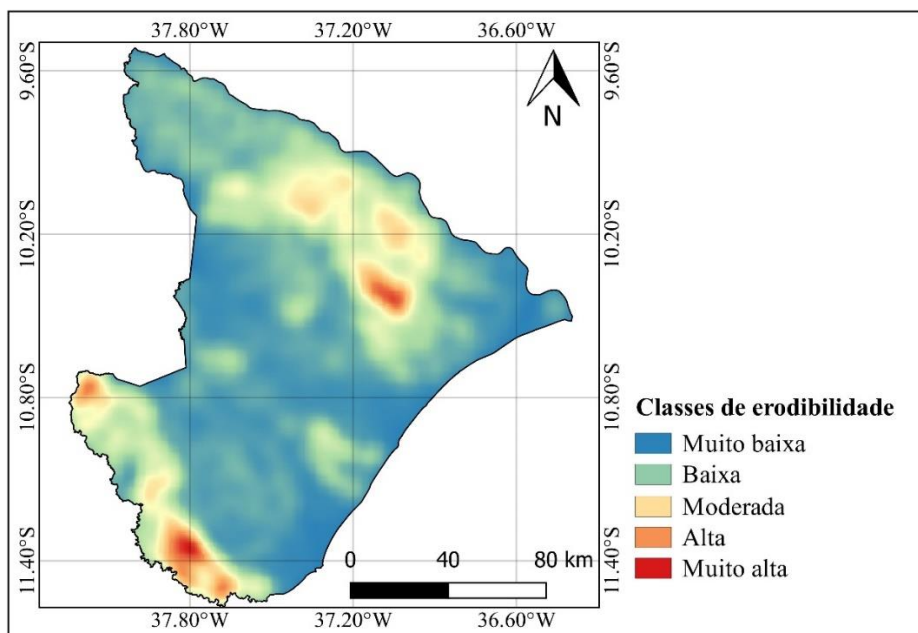 37.80°W 37.20°W 36.60°W
9.60°S 9.60°S
N
10.20°S 10.20°S
10.80°S 10.80°S
Classes de erodibilidade
Muito baixa
Baixa
Moderada
Alta
Muito alta
11.40°S 11.40°S
0 40 80 km
37.80°W 37.20°W 36.60°W